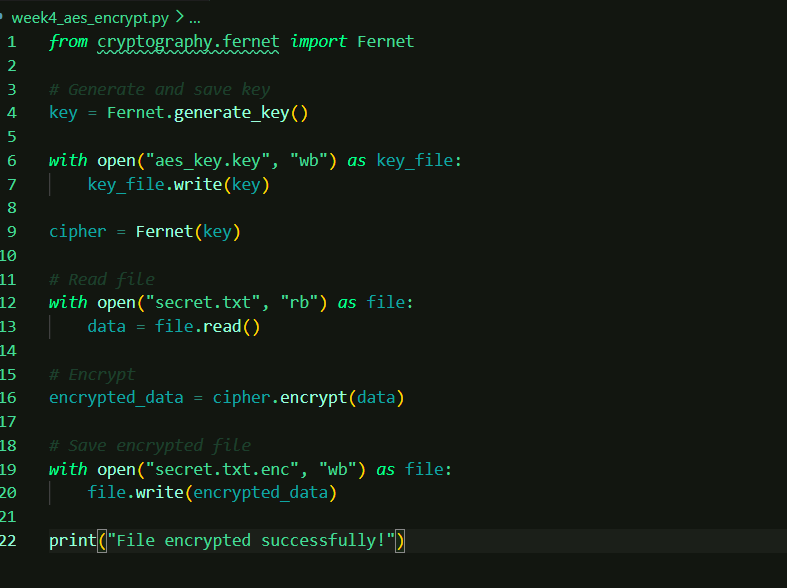 week4_aes_encrypt.py > ...
1 from cryptography.fernet import Fernet
2
3 # Generate and save key
4 key = Fernet.generate_key()
5
6 with open("aes_key.key", "wb") as key_file:
7     key_file.write(key)
8
9 cipher = Fernet(key)
10
11 # Read file
12 with open("secret.txt", "rb") as file:
13     data = file.read()
14
15 # Encrypt
16 encrypted_data = cipher.encrypt(data)
17
18 # Save encrypted file
19 with open("secret.txt.enc", "wb") as file:
20     file.write(encrypted_data)
21
22 print("File encrypted successfully!")